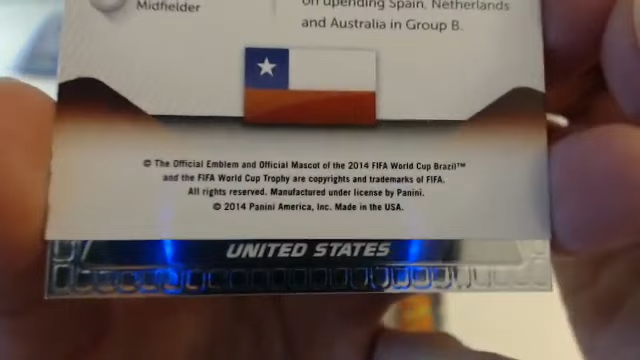 Midfielder
on upending Spain, Netherlands
and Australia in Group B.
© The Official Emblem and Official Mascot of the 2014 FIFA World Cup Brazil™
and the FIFA World Cup Trophy are copyrights and trademarks of FIFA.
All rights reserved. Manufactured under license by Panini.
© 2014 Panini America, Inc. Made in the USA.
UNITED STATES